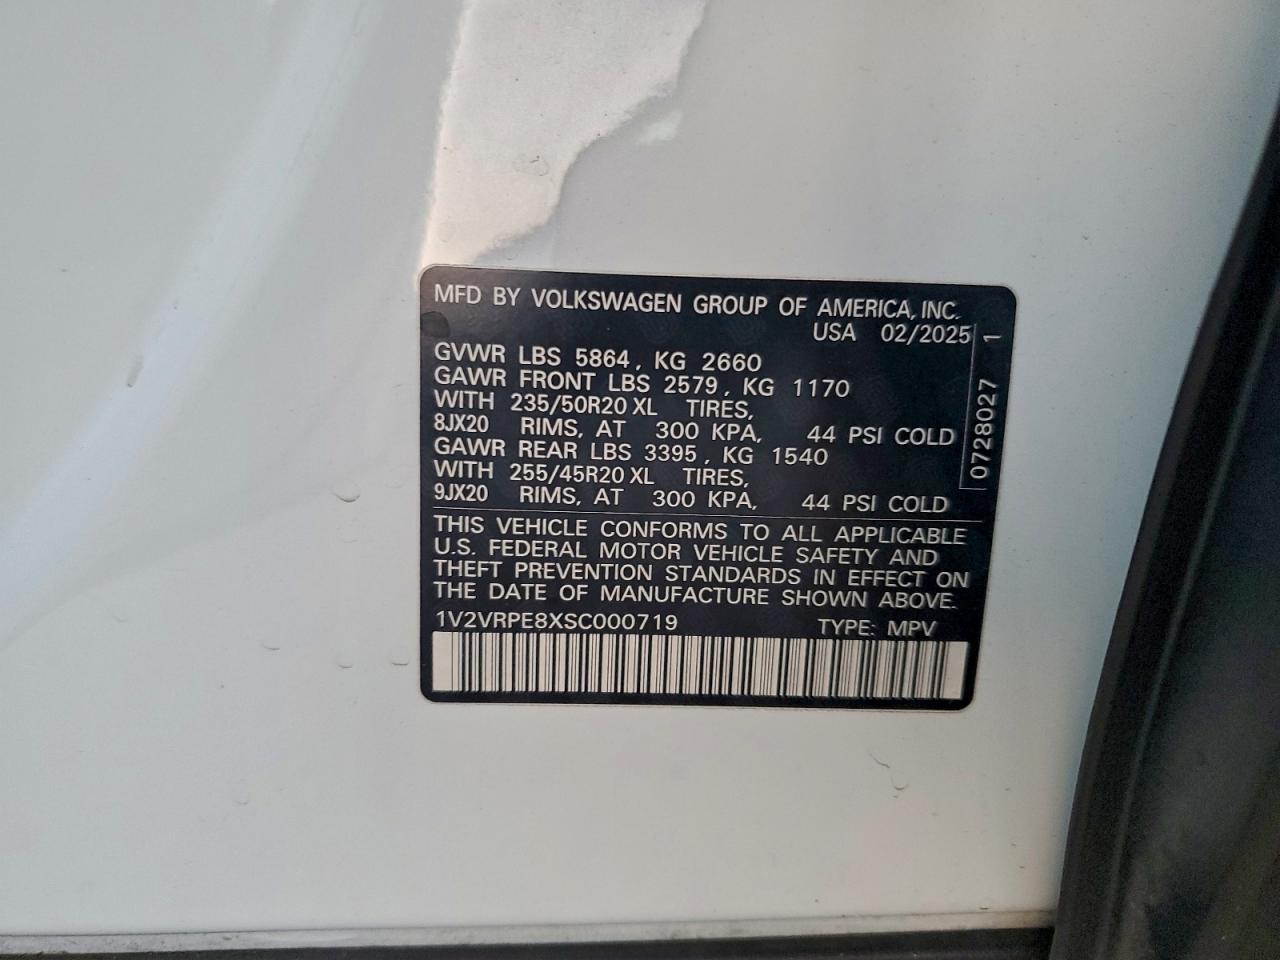 MFD BY VOLKSWAGEN GROUP OF AMERICA, INC.
USA 02/2025
GVWR LBS 5864, KG 2660
GAWR FRONT LBS 2579, KG 1170
WITH 235/50R20 XL TIRES,
8JX20 RIMS, AT 300 KPA, 44 PSI COLD
GAWR REAR LBS 3395, KG 1540
WITH 255/45R20 XL TIRES,
9JX20 RIMS, AT 300 KPA, 44 PSI COLD
0728027 1
THIS VEHICLE CONFORMS TO ALL APPLICABLE
U.S. FEDERAL MOTOR VEHICLE SAFETY AND
THEFT PREVENTION STANDARDS IN EFFECT ON
THE DATE OF MANUFACTURE SHOWN ABOVE.
1V2VRPE8XSC000719 TYPE: MPV